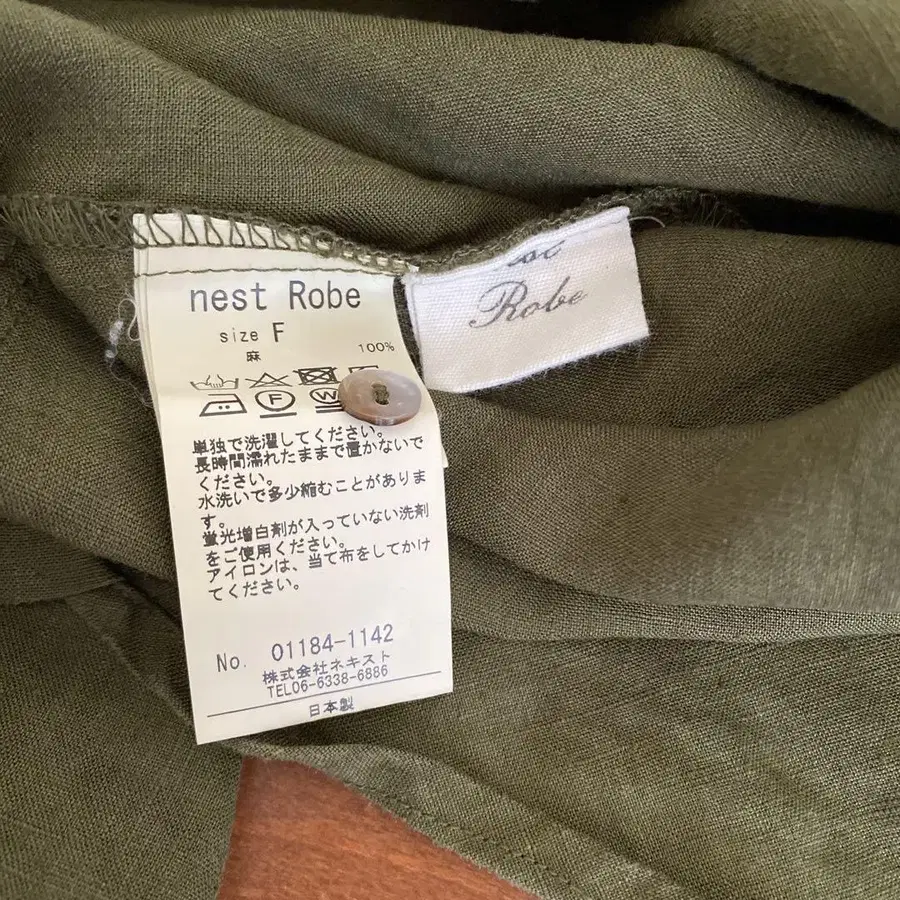 nest Robe
size F
麻 100%
単独で洗濯してください。
長時間濡れたままで置かないで
ください。
水洗いで多少縮むことがありま
す。
蛍光増白剤が入っていない洗剤
をご使用ください。
アイロンは、当て布をしてかけ
てください。
No. 01184-1142
株式会社ネキスト
TEL06-6338-6886
日本製
Robe